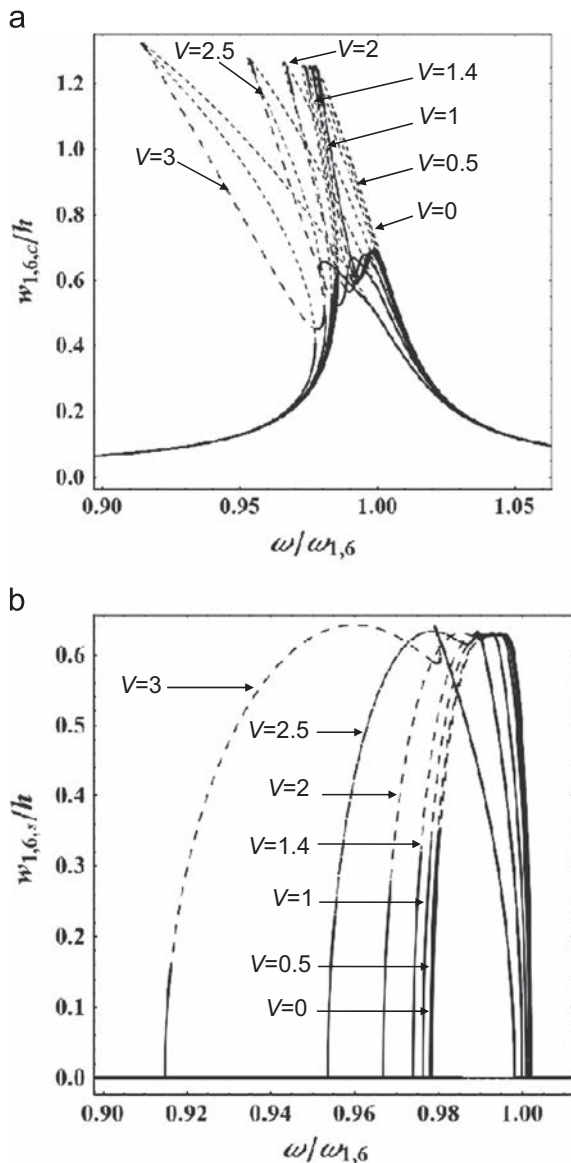 a
V=2.5
V=2
V=1.4
V=1
V=3
V=0.5
V=0
1.2
1.0
0.8
0.6
0.4
0.2
0.0
w1,6,c/h
0.90
0.95
1.00
1.05
ω/ω1,6
b
V=3
V=2.5
V=2
V=1.4
V=1
V=0.5
V=0
0.6
0.5
0.4
0.3
0.2
0.1
0.0
w1,6,s/h
0.90
0.92
0.94
0.96
0.98
1.00
ω/ω1,6